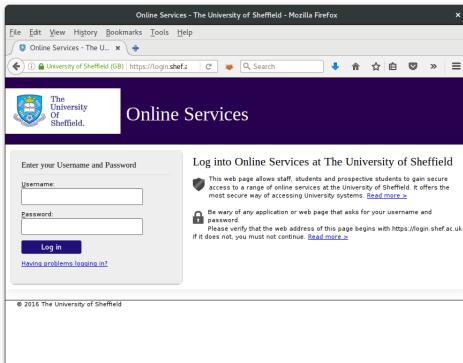 Online Services - The University of Sheffield - Mozilla Firefox
File Edit View History Bookmarks Tools Help
Online Services - The U...
University of Sheffield (GB) https://login.shef.a
Search
The
University
Of
Sheffield.
Online Services
Enter your Username and Password
Username:
Password:
Log in
Having problems logging in?
Log into Online Services at The University of Sheffield
This web page allows staff, students and prospective students to gain secure
access to a range of online services at the University of Sheffield. It offers the
most secure way of accessing University systems. Read more >
Be wary of any application or web page that asks for your username and
password.
Please verify that the web address of this page begins with https://login.shef.ac.uk
If it does not, you must not continue. Read more >
© 2016 The University of Sheffield